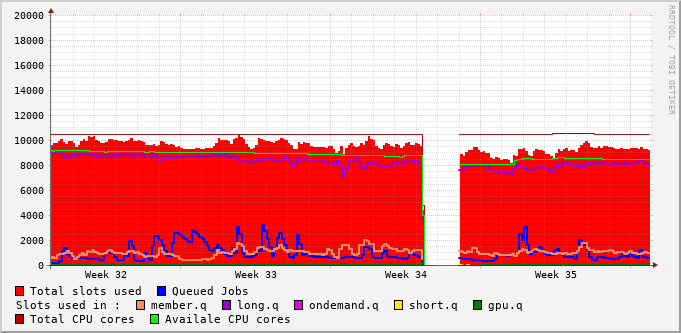 20000
18000
16000
14000
12000
10000
8000
6000
4000
2000
0
Week 32 Week 33 Week 34 Week 35
Total slots used Queued Jobs
Slots used in : member.q long.q ondemand.q short.q gpu.q
Total CPU cores Availale CPU cores
RRDTOOL / TOBI OETIKER